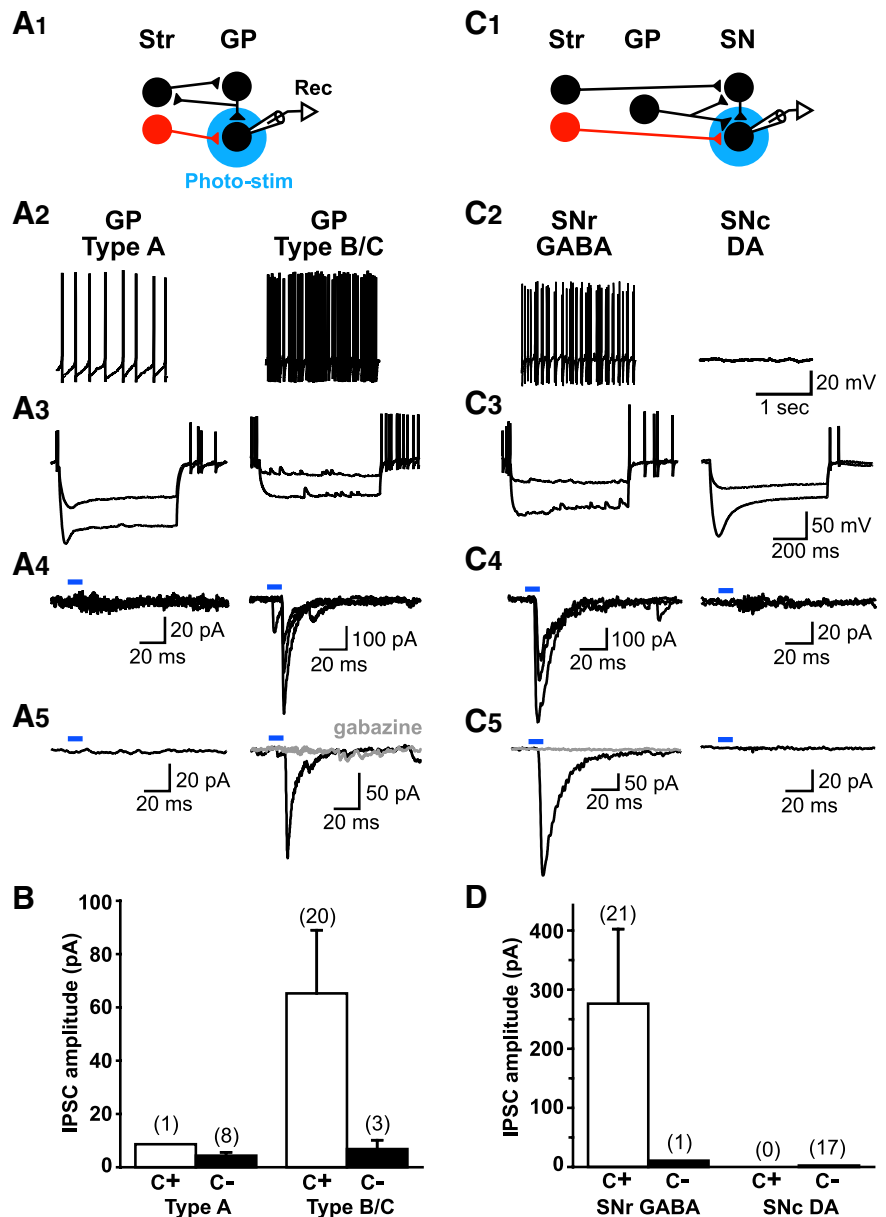 A1
Str GP
Rec
Photo-stim
A2
GP
Type A
GP
Type B/C
A3
A4
20 pA
20 ms
100 pA
20 ms
A5
gabazine
20 pA
20 ms
50 pA
20 ms
B
IPSC amplitude (pA)
100
80
60
40
20
0
(1)
(8)
(20)
(3)
C+ C- C+ C-
Type A Type B/C
C1
Str GP SN
C2
SNr
GABA
SNc
DA
20 mV
1 sec
C3
50 mV
200 ms
C4
100 pA
20 ms
20 pA
20 ms
C5
50 pA
20 ms
20 pA
20 ms
D
IPSC amplitude (pA)
400
300
200
100
0
(21)
(1)
(0)
(17)
C+ C- C+ C-
SNr GABA SNc DA